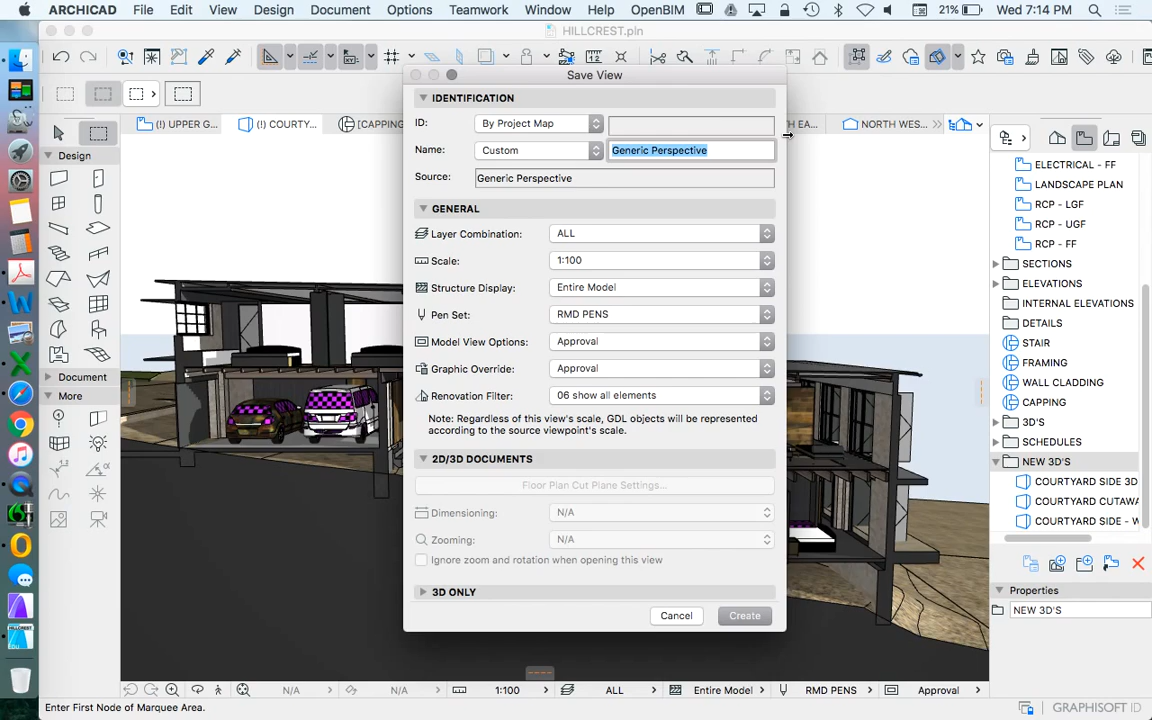 ARCHICAD File Edit View Design Document Options Teamwork Window Help OpenBIM 21% Wed 7:14 PM
HILLCREST.pln
Save View
IDENTIFICATION
ID: By Project Map
Name: Custom Generic Perspective
Source: Generic Perspective
GENERAL
Layer Combination: ALL
Scale: 1:100
Structure Display: Entire Model
Pen Set: RMD PENS
Model View Options: Approval
Graphic Override: Approval
Renovation Filter: 06 show all elements
Note: Regardless of this view's scale, GDL objects will be represented
according to the source viewpoint's scale.
2D/3D DOCUMENTS
Floor Plan Cut Plane Settings...
Dimensioning: N/A
Zooming: N/A
Ignore zoom and rotation when opening this view
3D ONLY
Cancel Create
(!) UPPER G... (!) COURTY... [CAPPING H EA... NORTH WES...
Design
Document
More
ELECTRICAL - FF
LANDSCAPE PLAN
RCP - LGF
RCP - UGF
RCP - FF
SECTIONS
ELEVATIONS
INTERNAL ELEVATIONS
DETAILS
STAIR
FRAMING
WALL CLADDING
CAPPING
3D'S
SCHEDULES
NEW 3D'S
COURTYARD SIDE 3D
COURTYARD CUTAWA
COURTYARD SIDE - W
Properties
NEW 3D'S
N/A N/A 1:100 ALL Entire Model RMD PENS Approval
Enter First Node of Marquee Area.
GRAPHISOFT ID